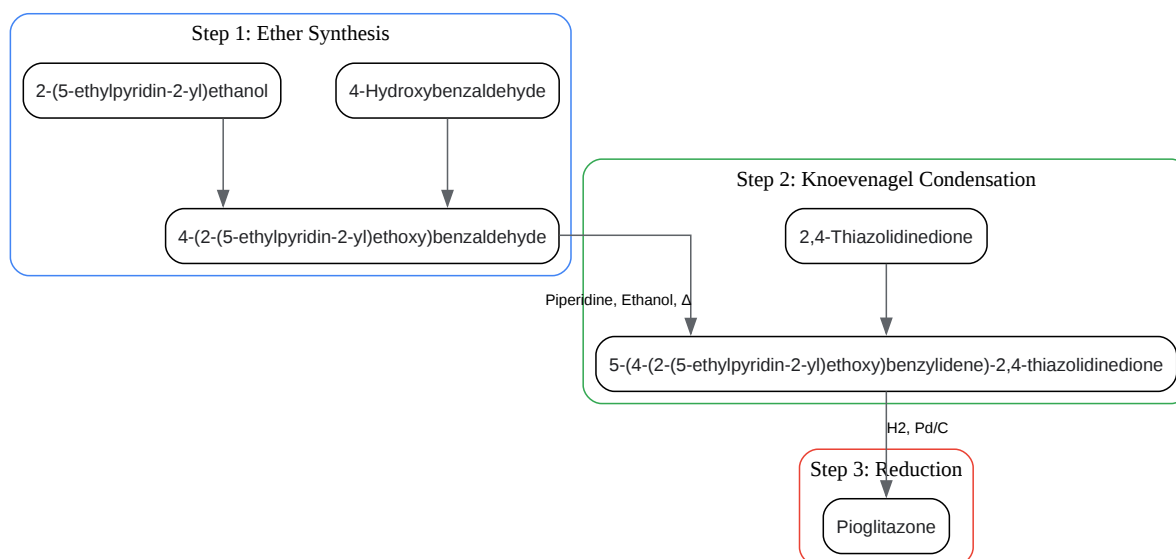 Step 1: Ether Synthesis
2-(5-ethylpyridin-2-yl)ethanol
4-Hydroxybenzaldehyde
4-(2-(5-ethylpyridin-2-yl)ethoxy)benzaldehyde
Step 2: Knoevenagel Condensation
2,4-Thiazolidinedione
Piperidine, Ethanol, Δ
5-(4-(2-(5-ethylpyridin-2-yl)ethoxy)benzylidene)-2,4-thiazolidinedione
H2, Pd/C
Step 3: Reduction
Pioglitazone